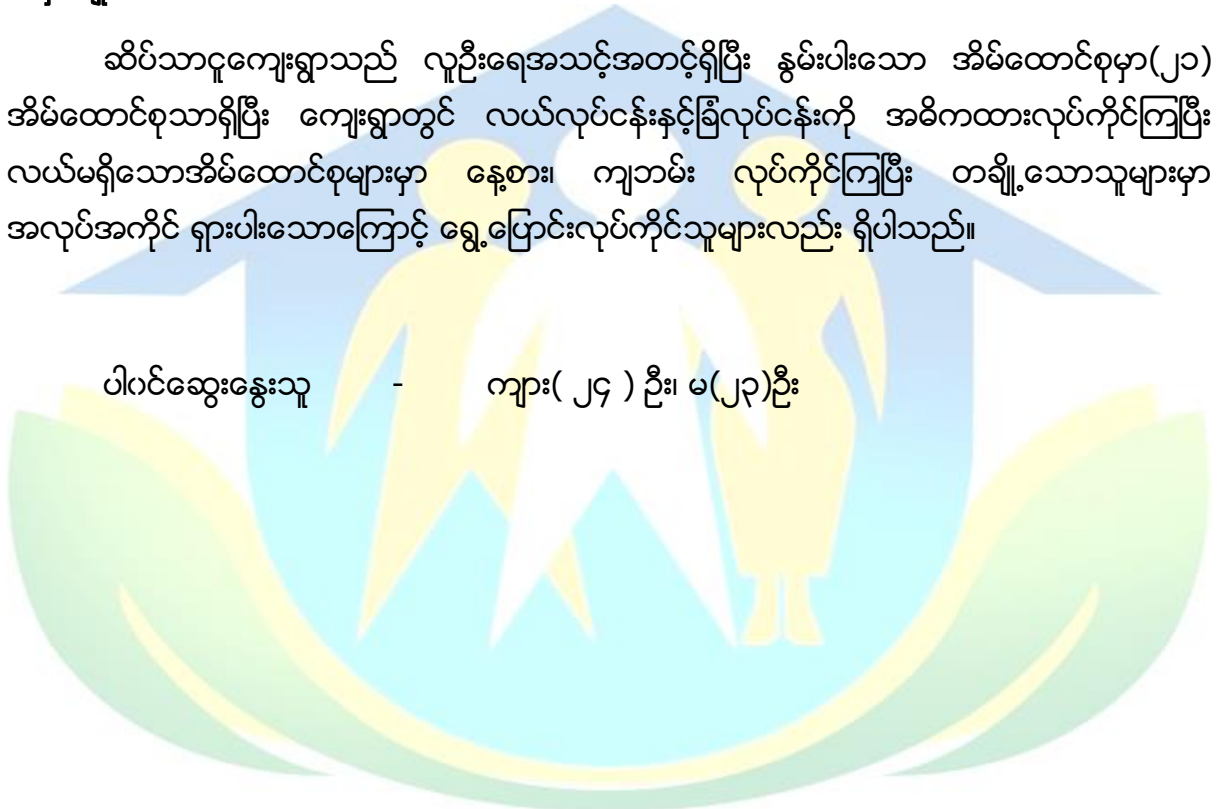 ဆိပ်သာငူကျေးရွာသည် လူဦးရေအသင့်အတင့်ရှိပြီး နွမ်းပါးသော အိမ်ထောင်စုမှာ(၂၁)
အိမ်ထောင်စုသာရှိပြီး ကျေးရွာတွင် လယ်လုပ်ငန်းနှင့်ခြံလုပ်ငန်းကို အဓိကထားလုပ်ကိုင်ကြပြီး
လယ်မရှိသောအိမ်ထောင်စုများမှာ နေ့စား၊ ကျဘမ်း လုပ်ကိုင်ကြပြီး တချို့သောသူများမှာ
အလုပ်အကိုင် ရှားပါးသောကြောင့် ရွေ့ပြောင်းလုပ်ကိုင်သူများလည်း ရှိပါသည်။
ပါဝင်ဆွေးနွေးသူ - ကျား( ၂၄ ) ဦး၊ မ(၂၃)ဦး